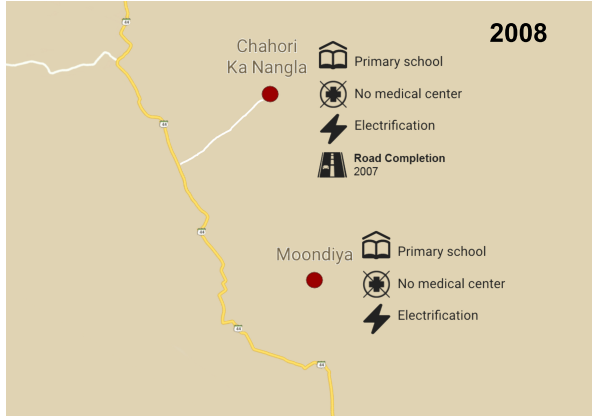 2008
Chahori
Ka Nangla
Primary school
No medical center
Electrification
Road Completion
2007
Moondiya
Primary school
No medical center
Electrification